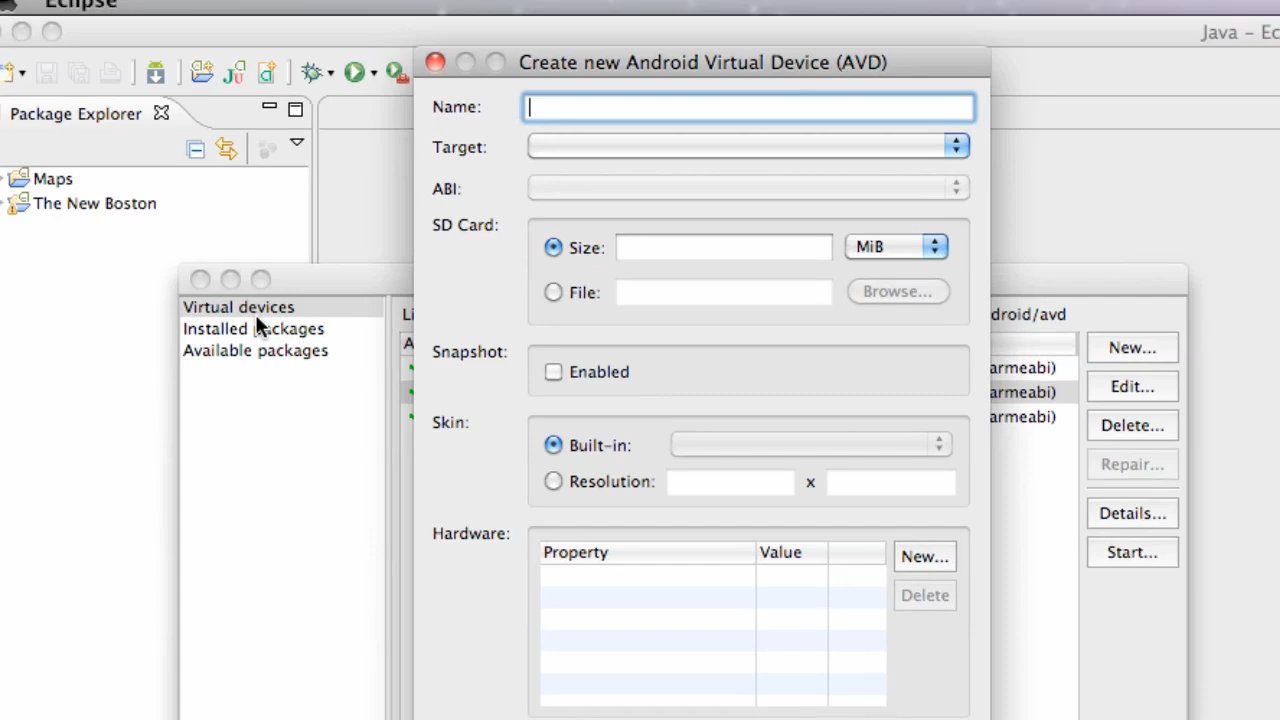 Eclipse
Java – Ec
Create new Android Virtual Device (AVD)
Package Explorer
Maps
The New Boston
Name:
Target:
ABI:
SD Card:
Size:
MiB
File:
Browse...
Snapshot:
Enabled
Skin:
Built-in:
Resolution:
x
Hardware:
Property
Value
New...
Delete
Virtual devices
Installed packages
Available packages
Li
droid/avd
A
armeabi)
armeabi)
armeabi)
New...
Edit...
Delete...
Repair...
Details...
Start...